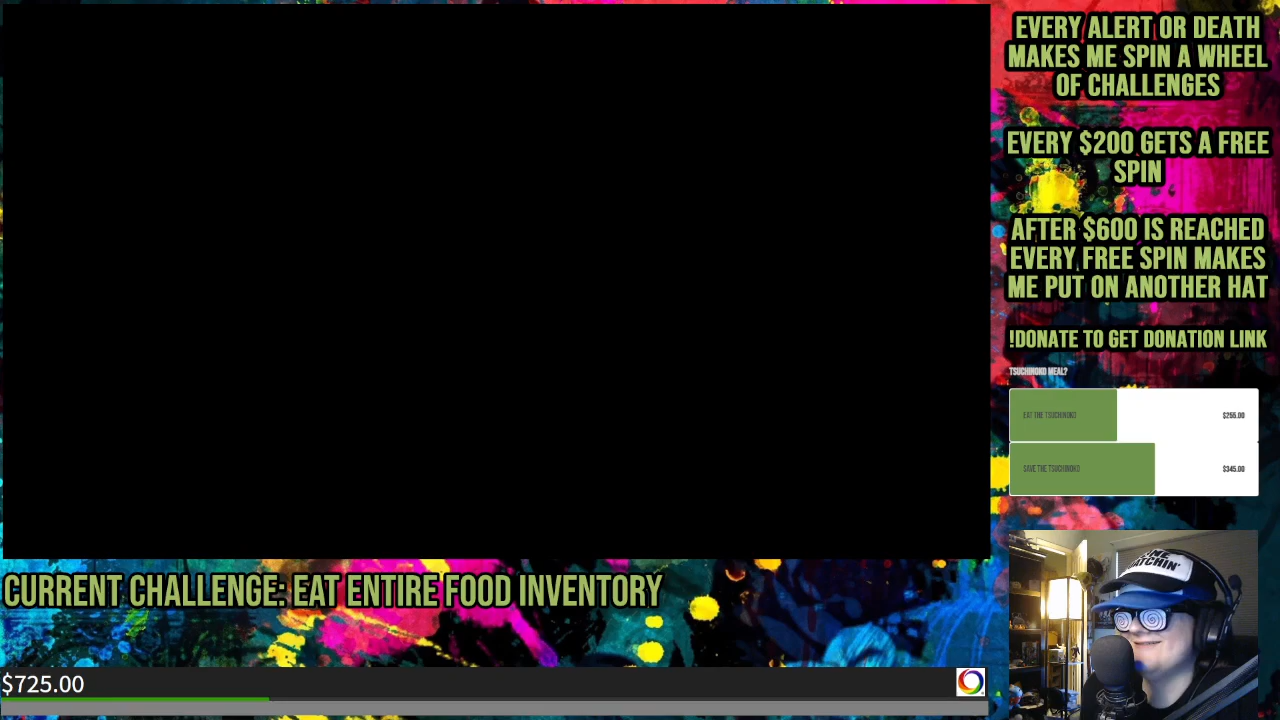 EVERY ALERT OR DEATH
MAKES ME SPIN A WHEEL
OF CHALLENGES
EVERY $200 GETS A FREE
SPIN
AFTER $600 IS REACHED
EVERY FREE SPIN MAKES
ME PUT ON ANOTHER HAT
!DONATE TO GET DONATION LINK
TSUCHINOKO MEAL?
EAT THE TSUCHINOKO
SAVE THE TSUCHINOKO
$345.00
CURRENT CHALLENGE: EAT ENTIRE FOOD INVENTORY
$725.00
ME